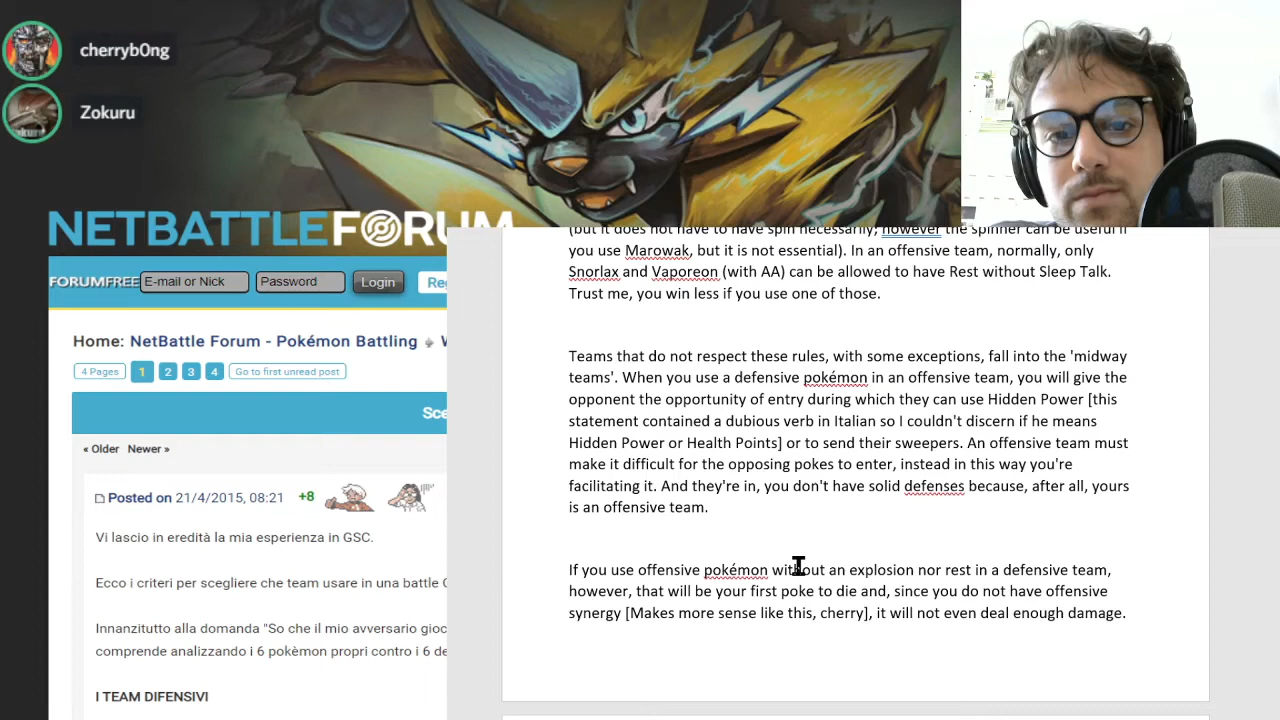 cherryb0ng
Zokuru
NETBATTLEFORUM
FORUMFREE E-mail or Nick Password Login Reg
Home: NetBattle Forum - Pokémon Battling
4 Pages 1 2 3 4 Go to first unread post
Sce
« Older Newer »
Posted on 21/4/2015, 08:21 +8
Vi lascio in eredità la mia esperienza in GSC.
Ecco i criteri per scegliere che team usare in una battle
Innanzitutto alla domanda "So che il mio avversario gioc
comprende analizzando i 6 pokèmon propri contro i 6 de
I TEAM DIFENSIVI
(but it does not have to have spin necessarily; however the spinner can be useful if
you use Marowak, but it is not essential). In an offensive team, normally, only
Snorlax and Vaporeon (with AA) can be allowed to have Rest without Sleep Talk.
Trust me, you win less if you use one of those.
Teams that do not respect these rules, with some exceptions, fall into the 'midway
teams'. When you use a defensive pokémon in an offensive team, you will give the
opponent the opportunity of entry during which they can use Hidden Power [this
statement contained a dubious verb in Italian so I couldn't discern if he means
Hidden Power or Health Points] or to send their sweepers. An offensive team must
make it difficult for the opposing pokes to enter, instead in this way you're
facilitating it. And they're in, you don't have solid defenses because, after all, yours
is an offensive team.
If you use offensive pokémon without an explosion nor rest in a defensive team,
however, that will be your first poke to die and, since you do not have offensive
synergy [Makes more sense like this, cherry], it will not even deal enough damage.